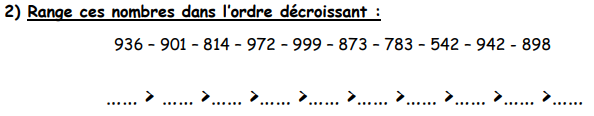 2) Range ces nombres dans l'ordre décroissant :
936 – 901 – 814 – 972 – 999 – 873 – 783 – 542 – 942 - 898
...... > ...... >...... >...... >...... >...... >...... >...... >...... >......